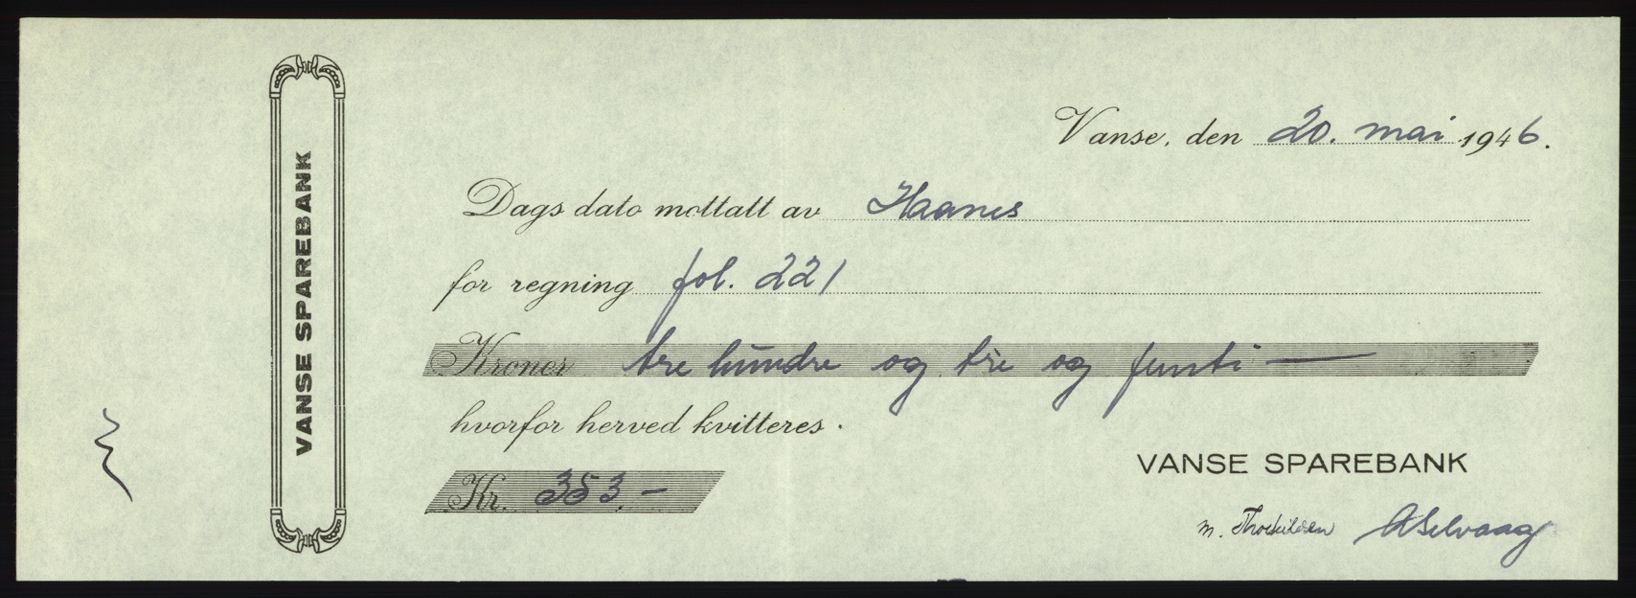 VANSE SPAREBANK
Vanse, den 20. mai 1946.
Dags dato mottatt av Haanes
for regning fol. 221
Kroner tre hundre og tre og femti —
hvorfor herved kvitteres.
Kr. 353.-
VANSE SPAREBANK
M. Thorkildsen ASelvaag